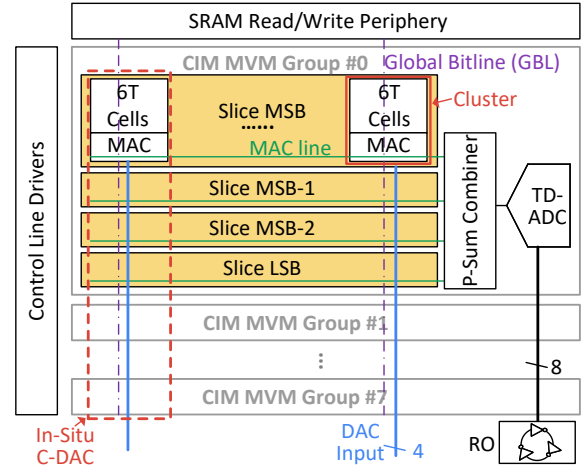 SRAM Read/Write Periphery
Control Line Drivers
CIM MVM Group #0
Global Bitline (GBL)
6T
Cells
MAC
Slice MSB
......
6T
Cells
MAC
Cluster
MAC line
Slice MSB-1
Slice MSB-2
Slice LSB
P-Sum Combiner
TD-
ADC
CIM MVM Group #1
⋮
8
CIM MVM Group #7
In-Situ
C-DAC
DAC
Input
4
RO